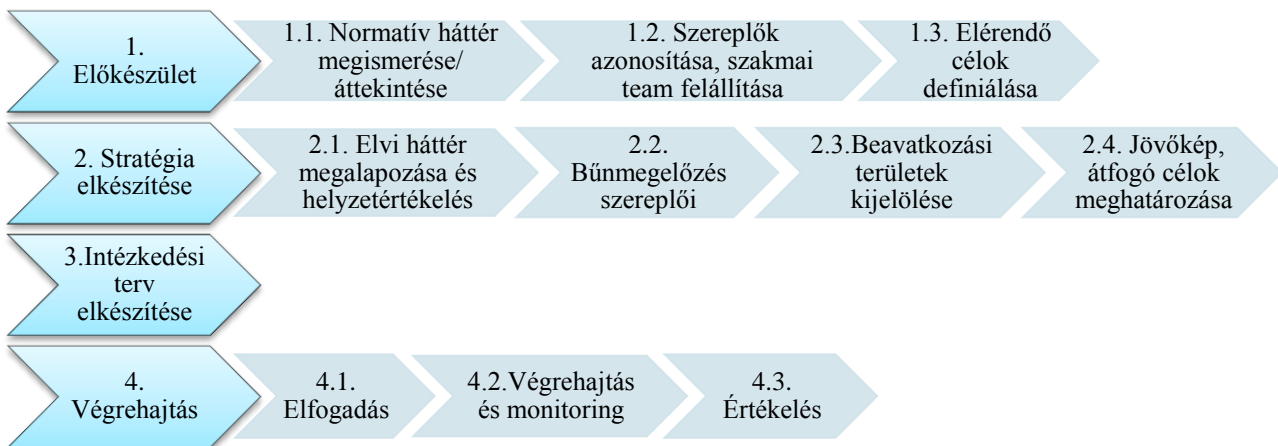 1.
Előkészület
1.1. Normatív háttér
megismerése/
áttekintése
1.2. Szereplők
azonosítása, szakmai
team felállítása
1.3. Elérendő
célok
definiálása
2. Stratégia
elkészítése
2.1. Elvi háttér
megalapozása és
helyzetértékelés
2.2.
Bűnmegelőzés
szereplői
2.3.Beavatkozási
területek
kijelölése
2.4. Jövőkép,
átfogó célok
meghatározása
3.Intézkedési
terv
elkészítése
4.
Végrehajtás
4.1.
Elfogadás
4.2.Végrehajtás
és monitoring
4.3.
Értékelés